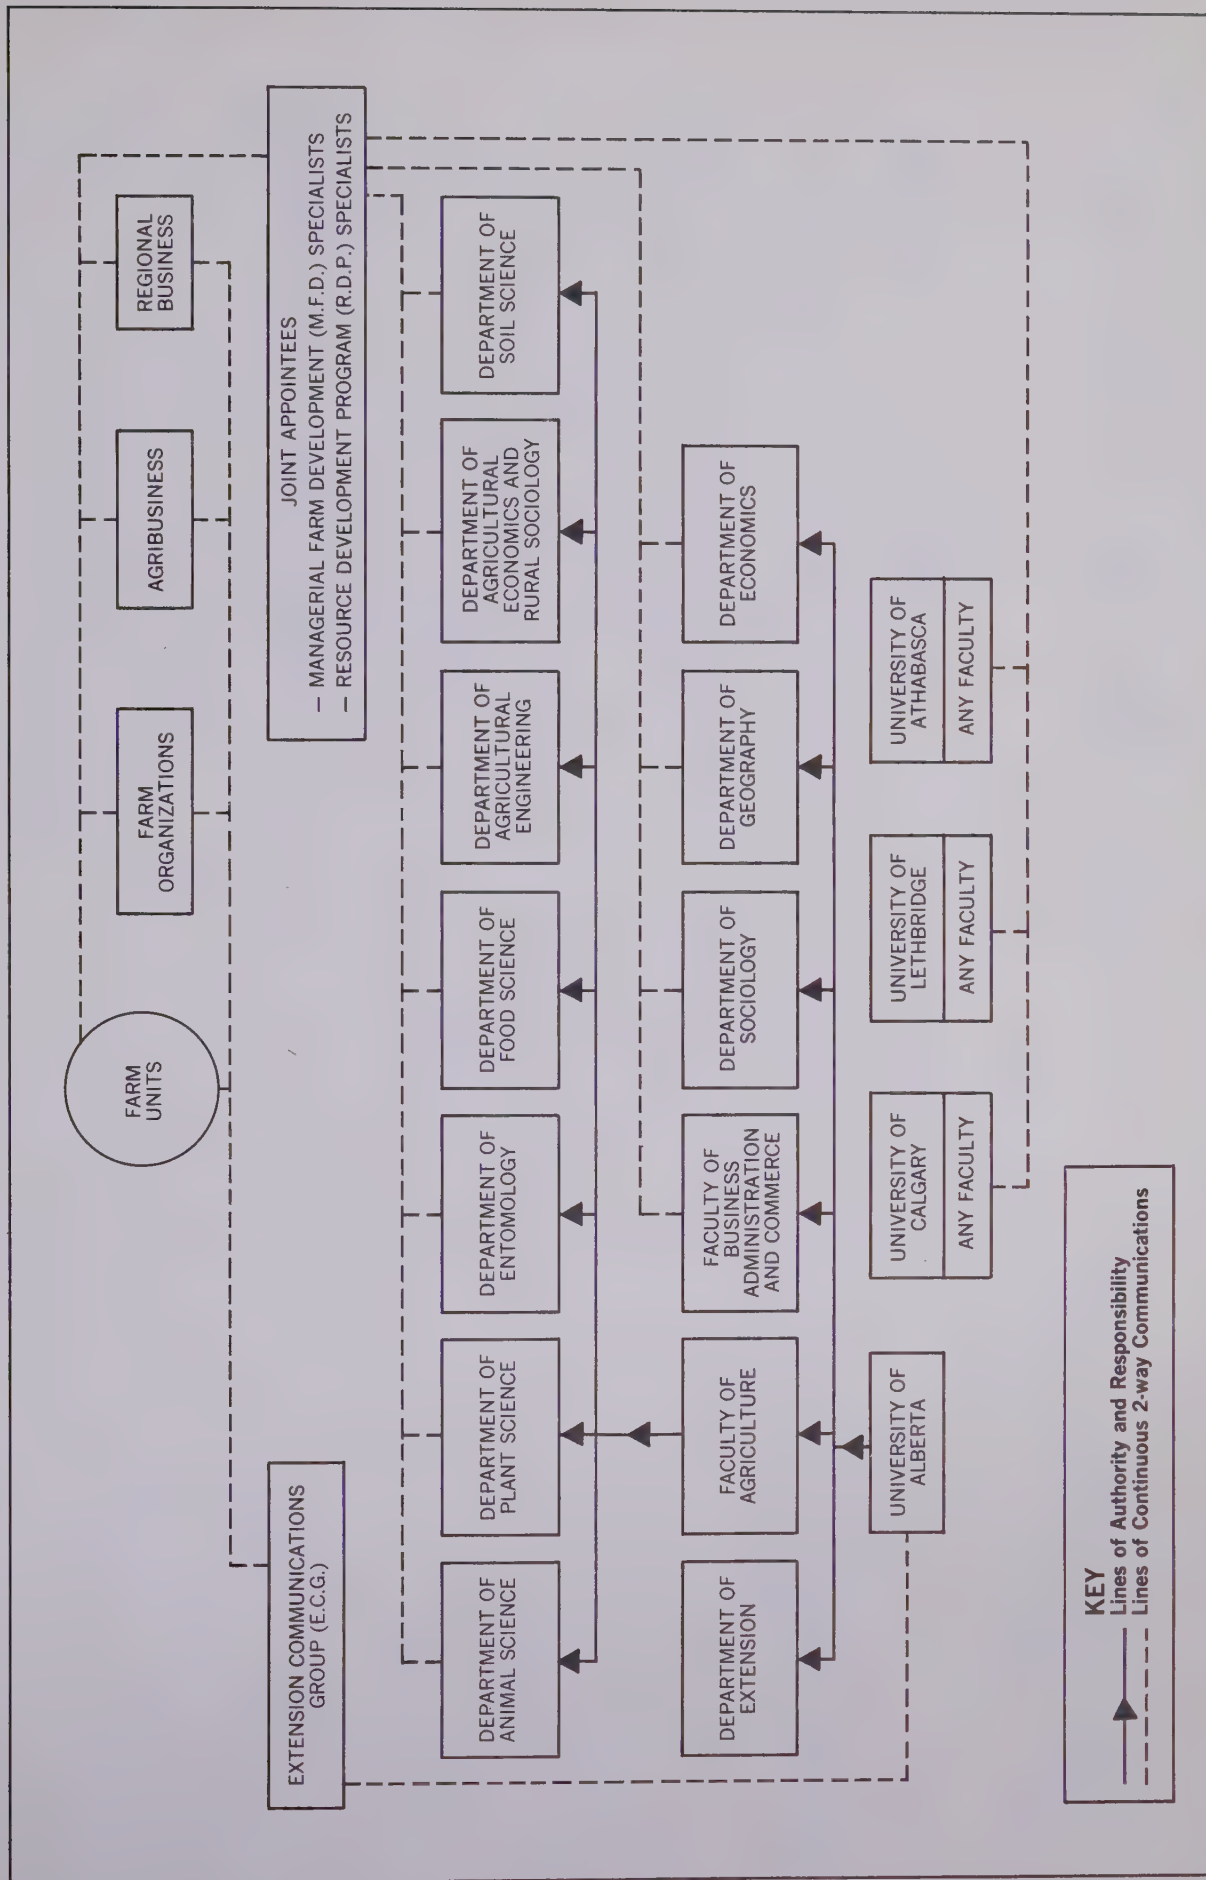 FARM
UNITS
FARM
ORGANIZATIONS
AGRIBUSINESS
REGIONAL
BUSINESS
EXTENSION COMMUNICATIONS
GROUP (E.C.G.)
JOINT APPOINTEES
— MANAGERIAL FARM DEVELOPMENT (M.F.D.) SPECIALISTS
— RESOURCE DEVELOPMENT PROGRAM (R.D.P.) SPECIALISTS
DEPARTMENT OF
ANIMAL SCIENCE
DEPARTMENT OF
PLANT SCIENCE
DEPARTMENT OF
ENTOMOLOGY
DEPARTMENT OF
FOOD SCIENCE
DEPARTMENT OF
AGRICULTURAL
ENGINEERING
DEPARTMENT OF
AGRICULTURAL
ECONOMICS AND
RURAL SOCIOLOGY
DEPARTMENT OF
SOIL SCIENCE
DEPARTMENT OF
EXTENSION
FACULTY OF
AGRICULTURE
FACULTY OF
BUSINESS
ADMINISTRATION
AND COMMERCE
DEPARTMENT OF
SOCIOLOGY
DEPARTMENT OF
GEOGRAPHY
DEPARTMENT OF
ECONOMICS
UNIVERSITY OF
ALBERTA
UNIVERSITY OF
CALGARY
ANY FACULTY
UNIVERSITY OF
LETHBRIDGE
ANY FACULTY
UNIVERSITY OF
ATHABASCA
ANY FACULTY
KEY
Lines of Authority and Responsibility
Lines of Continuous 2-way Communications